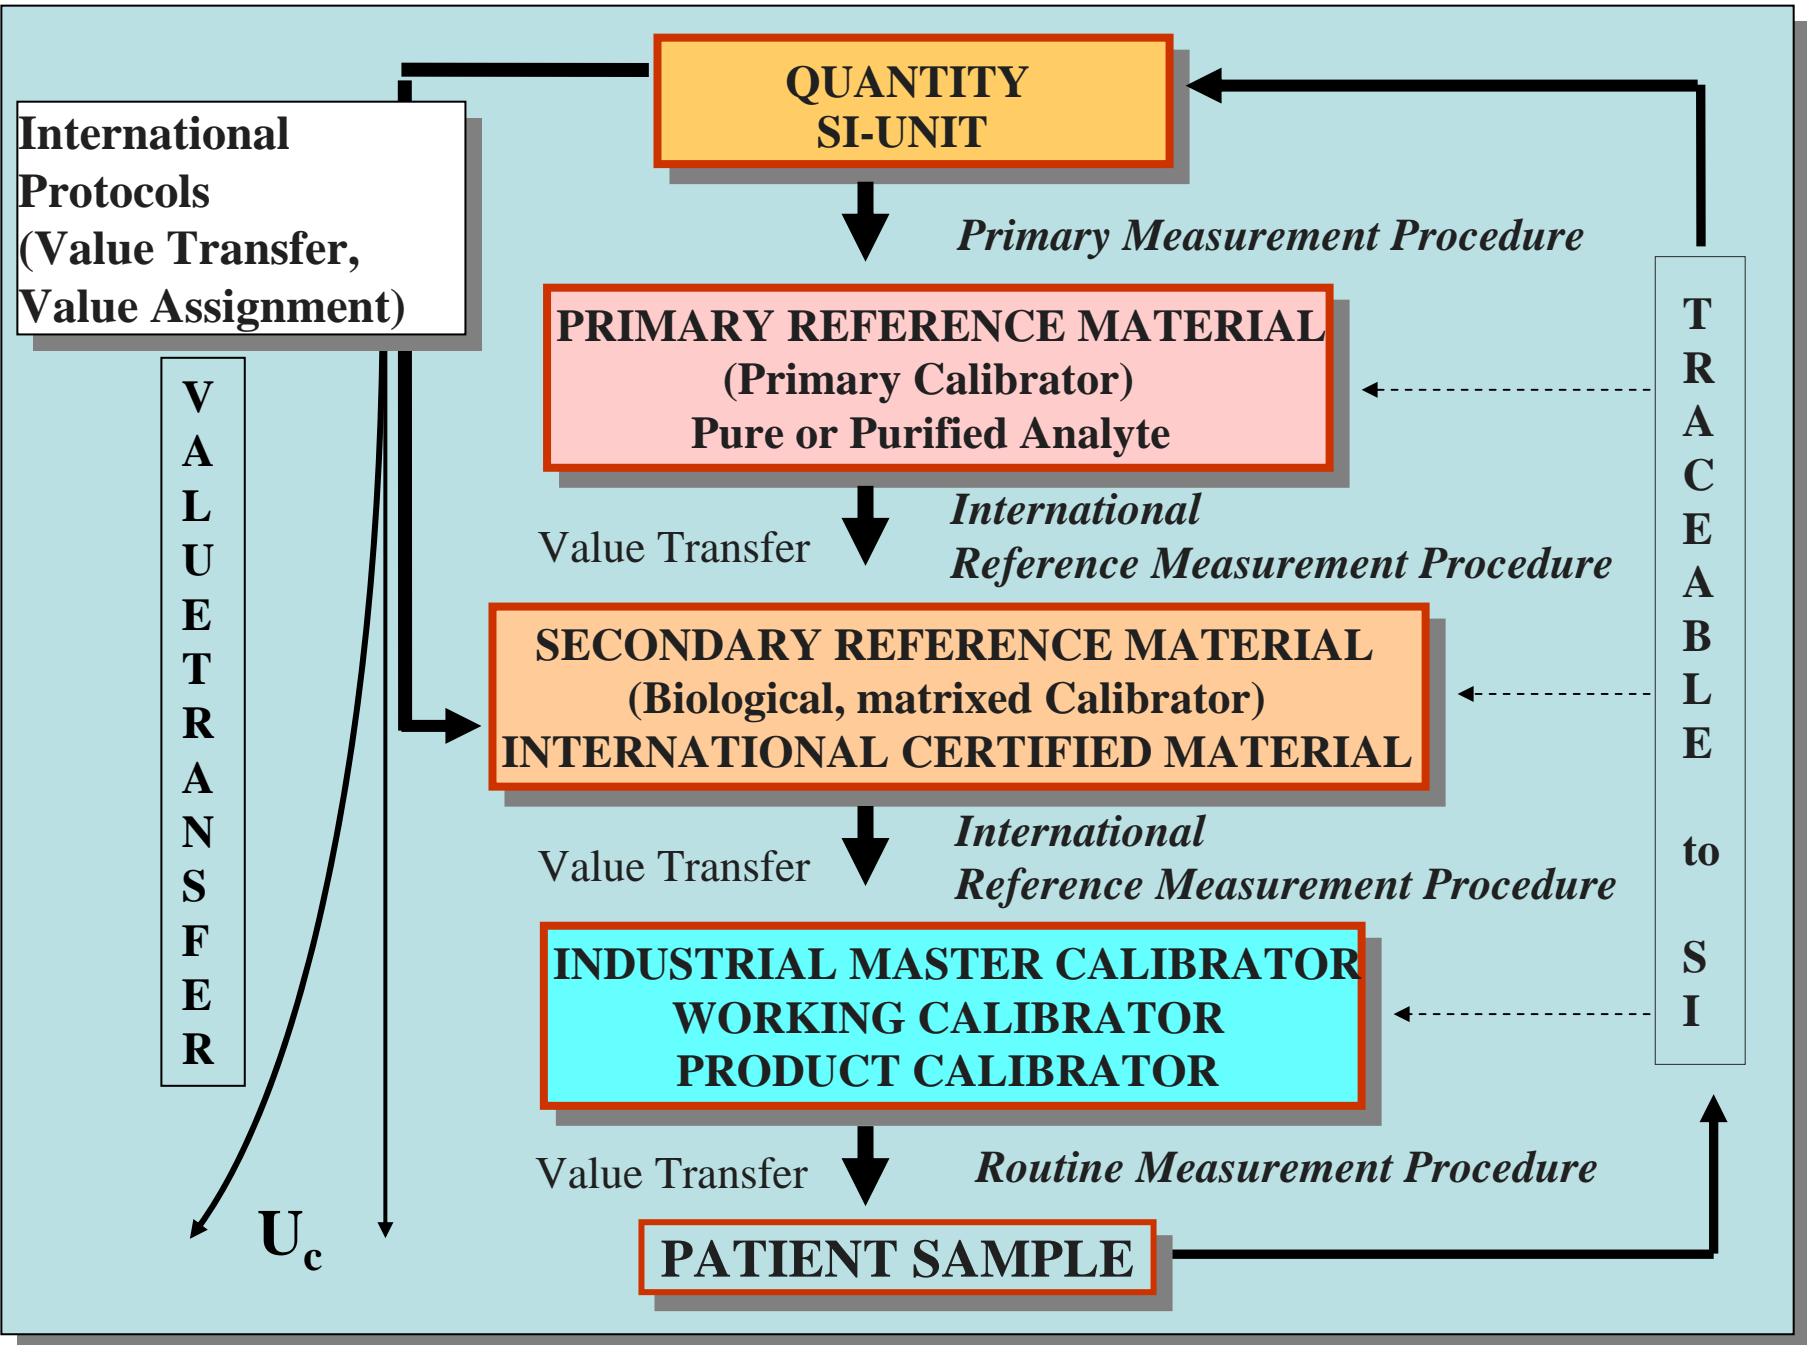 QUANTITY
SI-UNIT
International
Protocols
(Value Transfer,
Value Assignment)
Primary Measurement Procedure
PRIMARY REFERENCE MATERIAL
(Primary Calibrator)
Pure or Purified Analyte
Value Transfer
International
Reference Measurement Procedure
SECONDARY REFERENCE MATERIAL
(Biological, matrixed Calibrator)
INTERNATIONAL CERTIFIED MATERIAL
Value Transfer
International
Reference Measurement Procedure
INDUSTRIAL MASTER CALIBRATOR
WORKING CALIBRATOR
PRODUCT CALIBRATOR
Value Transfer
Routine Measurement Procedure
PATIENT SAMPLE
V
A
L
U
E
T
R
A
N
S
F
E
R
Uc
T
R
A
C
E
A
B
L
E
to
S
I